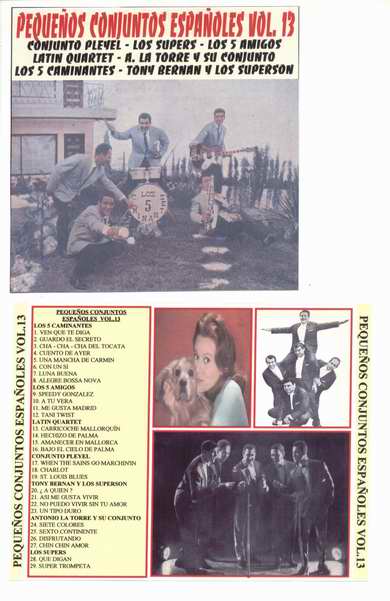 PEQUEÑOS CONJUNTOS ESPAÑOLES VOL. 13
CONJUNTO PLEYEL - LOS SUPERS - LOS 5 AMIGOS
LATIN QUARTET - A. LA TORRE Y SU CONJUNTO
LOS 5 CAMINANTES - TONY BERNAN Y LOS SUPERSON
LOS
5
PEQUEÑOS CONJUNTOS ESPAÑOLES VOL.13
PEQUEÑOS CONJUNTOS
ESPAÑOLES VOL.13
LOS 5 CAMINANTES
1. VEN QUE TE DIGA
2. GUARDO EL SECRETO
3. CHA - CHA - CHA DEL TOCATA
4. CUENTO DE AYER
5. UNA MANCHA DE CARMIN
6. CON UN SI
7. LUNA BUENA
8. ALEGRE BOSSA NOVA
LOS 5 AMIGOS
9. SPEEDY GONZALEZ
10. A TU VERA
11. ME GUSTA MADRID
12. TANI TWIST
LATIN QUARTET
13. CARRICOCHE MALLORQUÍN
14. HECHIZO DE PALMA
15. AMANECER EN MALLORCA
16. BAJO EL CIELO DE PALMA
CONJUNTO PLEYEL
17. WHEN THE SAINS GO MARCHIN'IN
18. CHARLOT
19. ST. LOUIS BLUES
TONY BERNAN Y LOS SUPERSON
20. ¿ A QUIEN ?
21. ASI ME GUSTA VIVIR
22. NO PUEDO VIVIR SIN TU AMOR
23. UN TIPO DURO
ANTONIO LA TORRE Y SU CONJUNTO
24. SIETE COLORES
25. SEXTO CONTINENTE
26. DISFRUTANDO
27. CHIN CHIN AMOR
LOS SUPERS
28. QUE DIGAN
29. SUPER TROMPETA
PEQUEÑOS CONJUNTOS ESPAÑOLES VOL.13